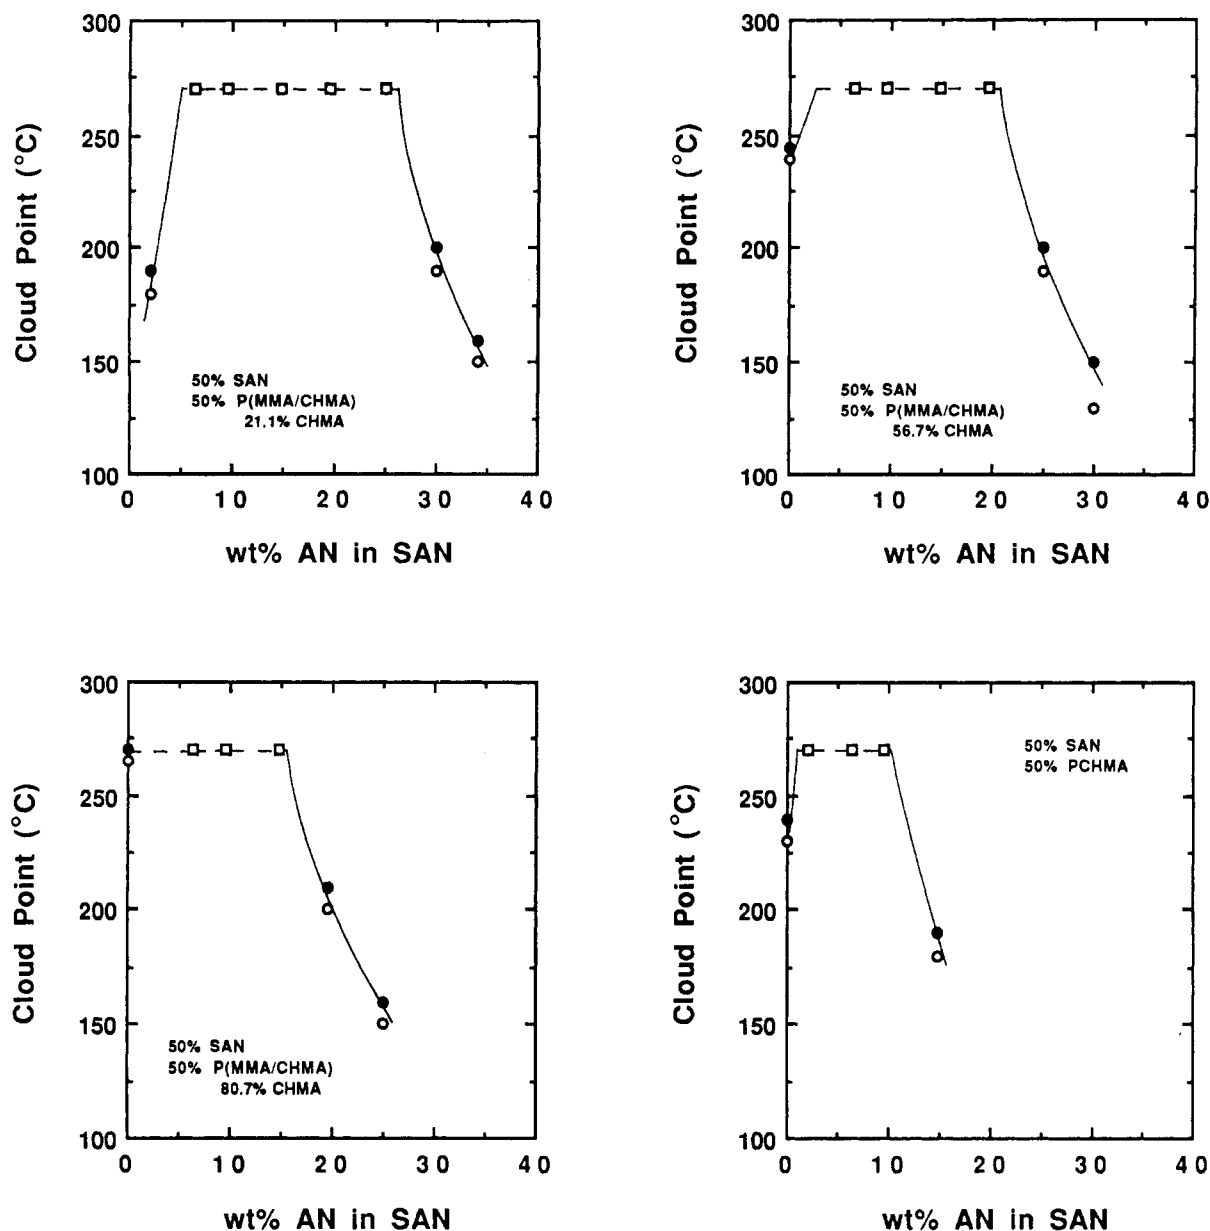 300
250
200
150
100
Cloud Point (°C)
50% SAN
50% P(MMA/CHMA)
21.1% CHMA
0 10 20 30 40
wt% AN in SAN
300
250
200
150
100
Cloud Point (°C)
50% SAN
50% P(MMA/CHMA)
56.7% CHMA
0 10 20 30 40
wt% AN in SAN
300
250
200
150
100
Cloud Point (°C)
50% SAN
50% P(MMA/CHMA)
80.7% CHMA
0 10 20 30 40
wt% AN in SAN
300
250
200
150
100
Cloud Point (°C)
50% SAN
50% PCHMA
0 10 20 30 40
wt% AN in SAN